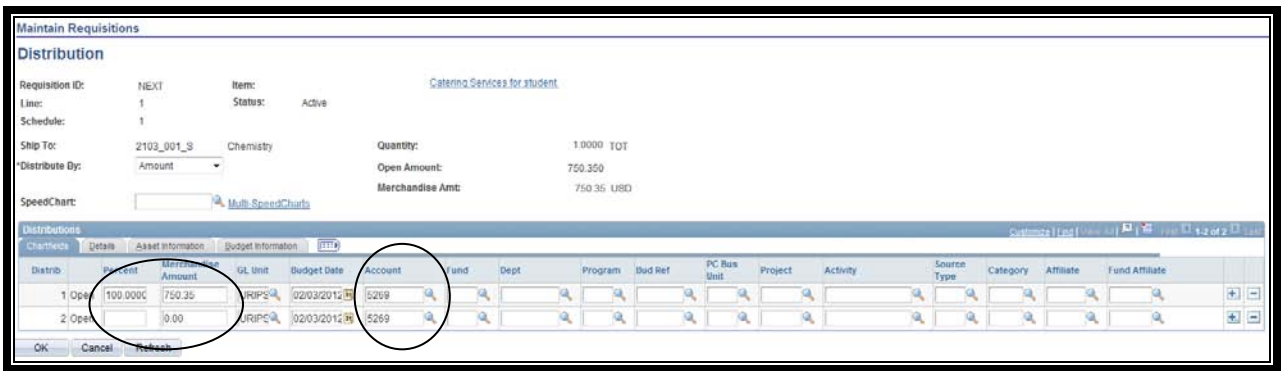 Maintain Requisitions
Distribution
Requisition ID: NEXT Item: Catering Services for student
Line: 1 Status: Active
Schedule: 1
Ship To: 2103_001_S Chemistry Quantity: 1.0000 TOT
*Distribute By: Amount Open Amount: 750.350
Merchandise Amt: 750.35 USD
SpeedChart: Multi-SpeedCharts
Distributions Customize | Find | View All | First 1-2 of 2 Last
Chartfields Details Asset Information Budget Information
Distrib Percent Merchandise Amount GL Unit Budget Date Account Fund Dept Program Bud Ref PC Bus Unit Project Activity Source Type Category Affiliate Fund Affiliate
1 Open 100.0000 750.35 URIPS 02/03/2012 5269
2 Open 0.00 URIPS 02/03/2012 5269
OK Cancel Refresh